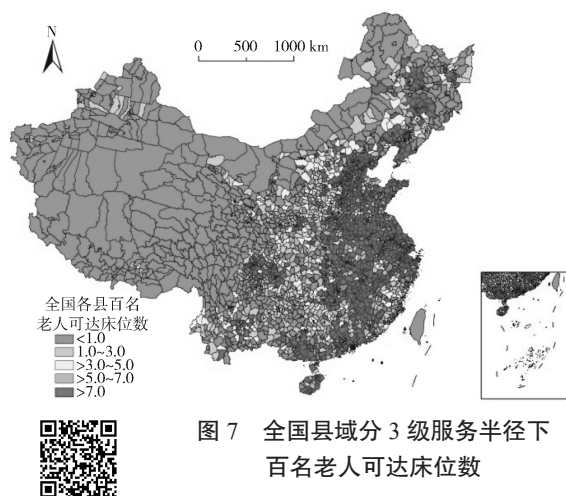 N
0 500 1000 km
全国各县百名
老人可达床位数
<1.0
1.0~3.0
>3.0~5.0
>5.0~7.0
>7.0
图 7 全国县域分 3 级服务半径下
百名老人可达床位数